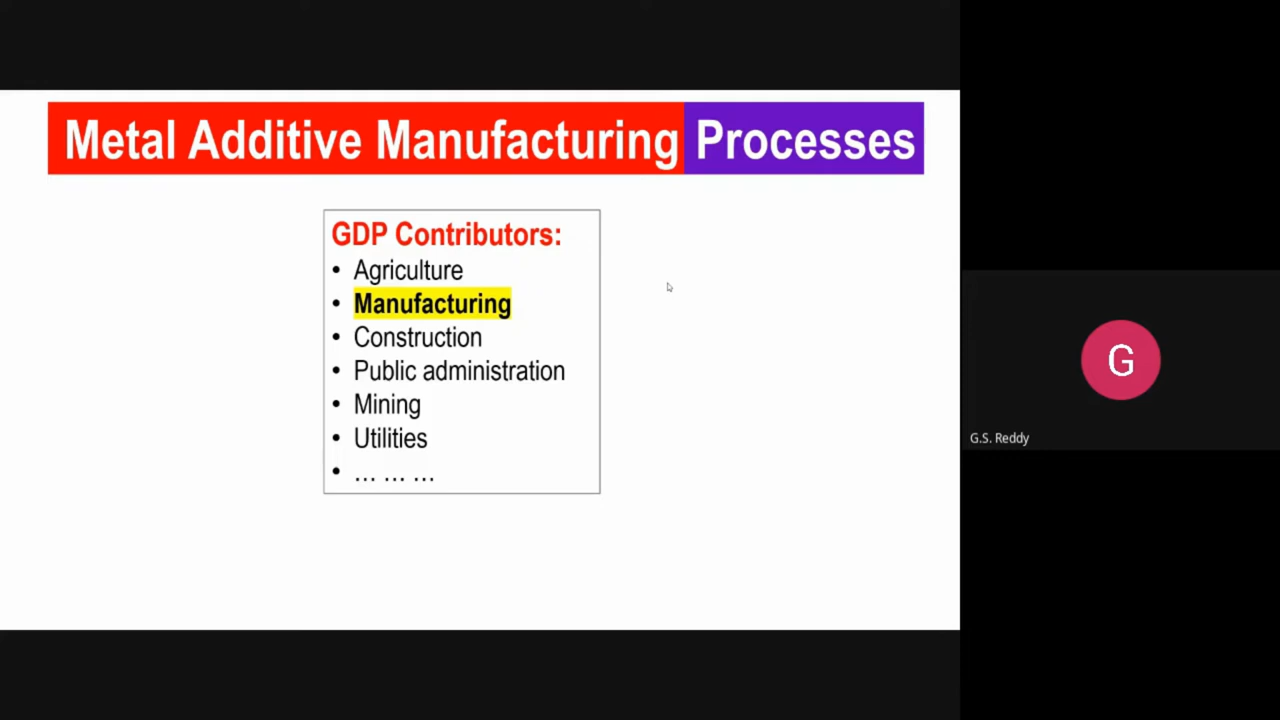 Metal Additive Manufacturing Processes
GDP Contributors:
• Agriculture
• Manufacturing
• Construction
• Public administration
• Mining
• Utilities
• … … …
G
G.S. Reddy